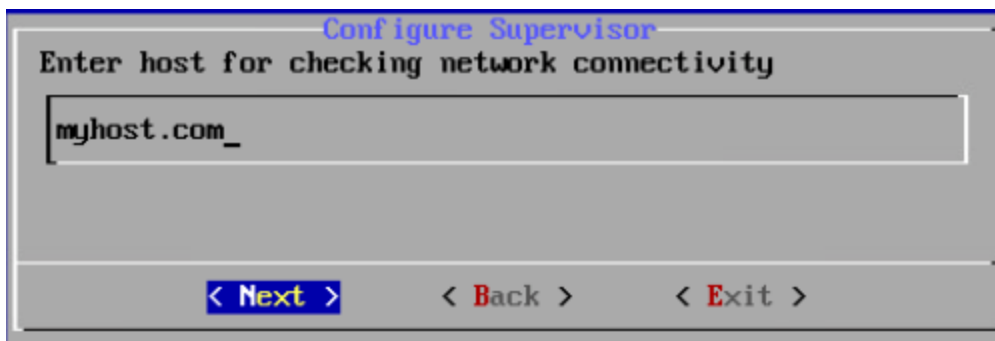 Configure Supervisor
Enter host for checking network connectivity
myhost.com_
< Next > < Back > < Exit >